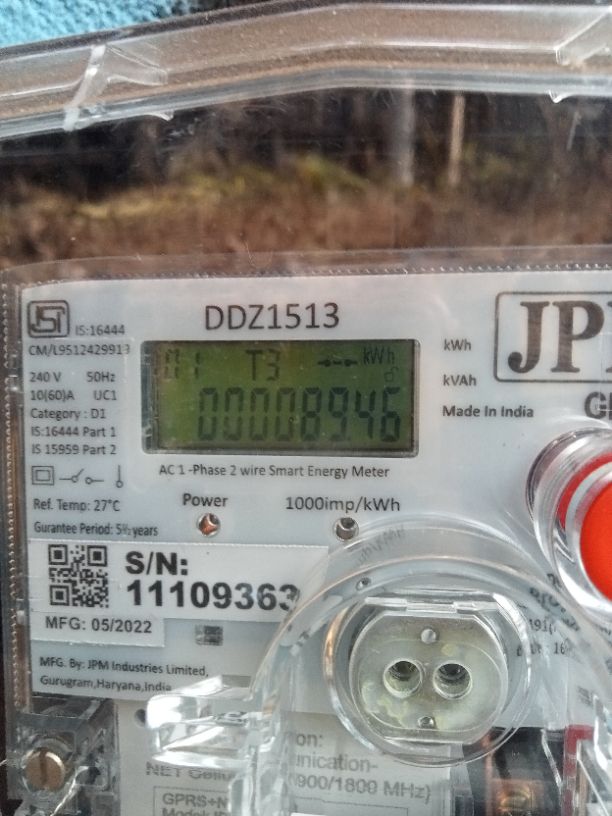 DDZ1513
IS:16444
CM/L9512429913
240 V 50Hz
10(60)A UC1
Category : D1
IS:16444 Part 1
IS 15959 Part 2
T3 kWh
00008946
kWh
kVAh
JP
Made In India
AC 1 -Phase 2 wire Smart Energy Meter
Ref. Temp: 27°C
Power
1000imp/kWh
Gurantee Period: 5½ years
S/N:
11109363
MFG: 05/2022
MFG. By: JPM Industries Limited,
Gurugram,Haryana,India
NET
900/1800 MHz)
GPRS+N